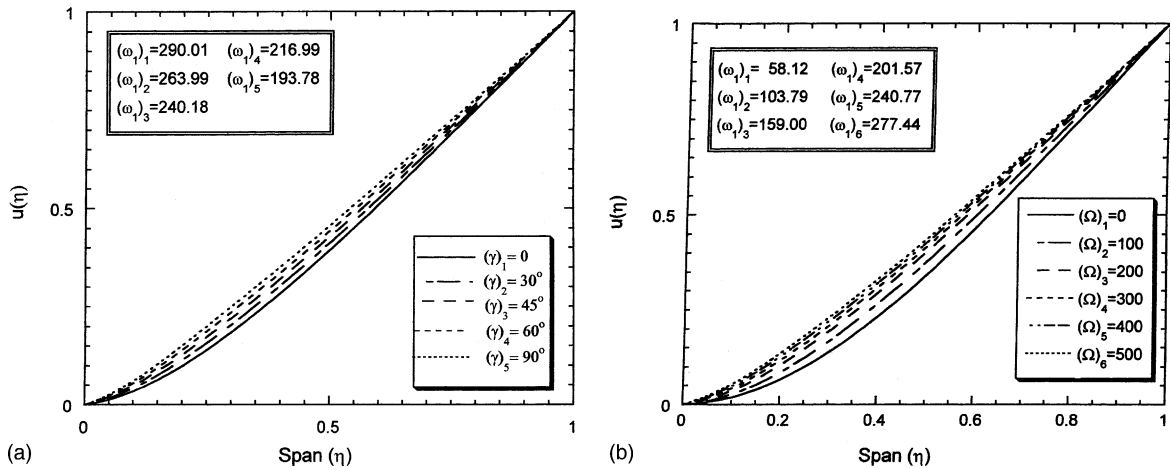 1
(ω₁)₁=290.01 (ω₁)₄=216.99
(ω₁)₂=263.99 (ω₁)₅=193.78
(ω₁)₃=240.18
u(η)
0.5
(γ)₁= 0
(γ)₂= 30°
(γ)₃= 45°
(γ)₄= 60°
(γ)₅= 90°
0
0 0.5 1
(a)
Span (η)
1
(ω₁)₁= 58.12 (ω₁)₄=201.57
(ω₁)₂=103.79 (ω₁)₅=240.77
(ω₁)₃=159.00 (ω₁)₆=277.44
u(η)
0.5
(Ω)₁=0
(Ω)₂=100
(Ω)₃=200
(Ω)₄=300
(Ω)₅=400
(Ω)₆=500
0
0 0.2 0.4 0.6 0.8 1
(b)
Span (η)